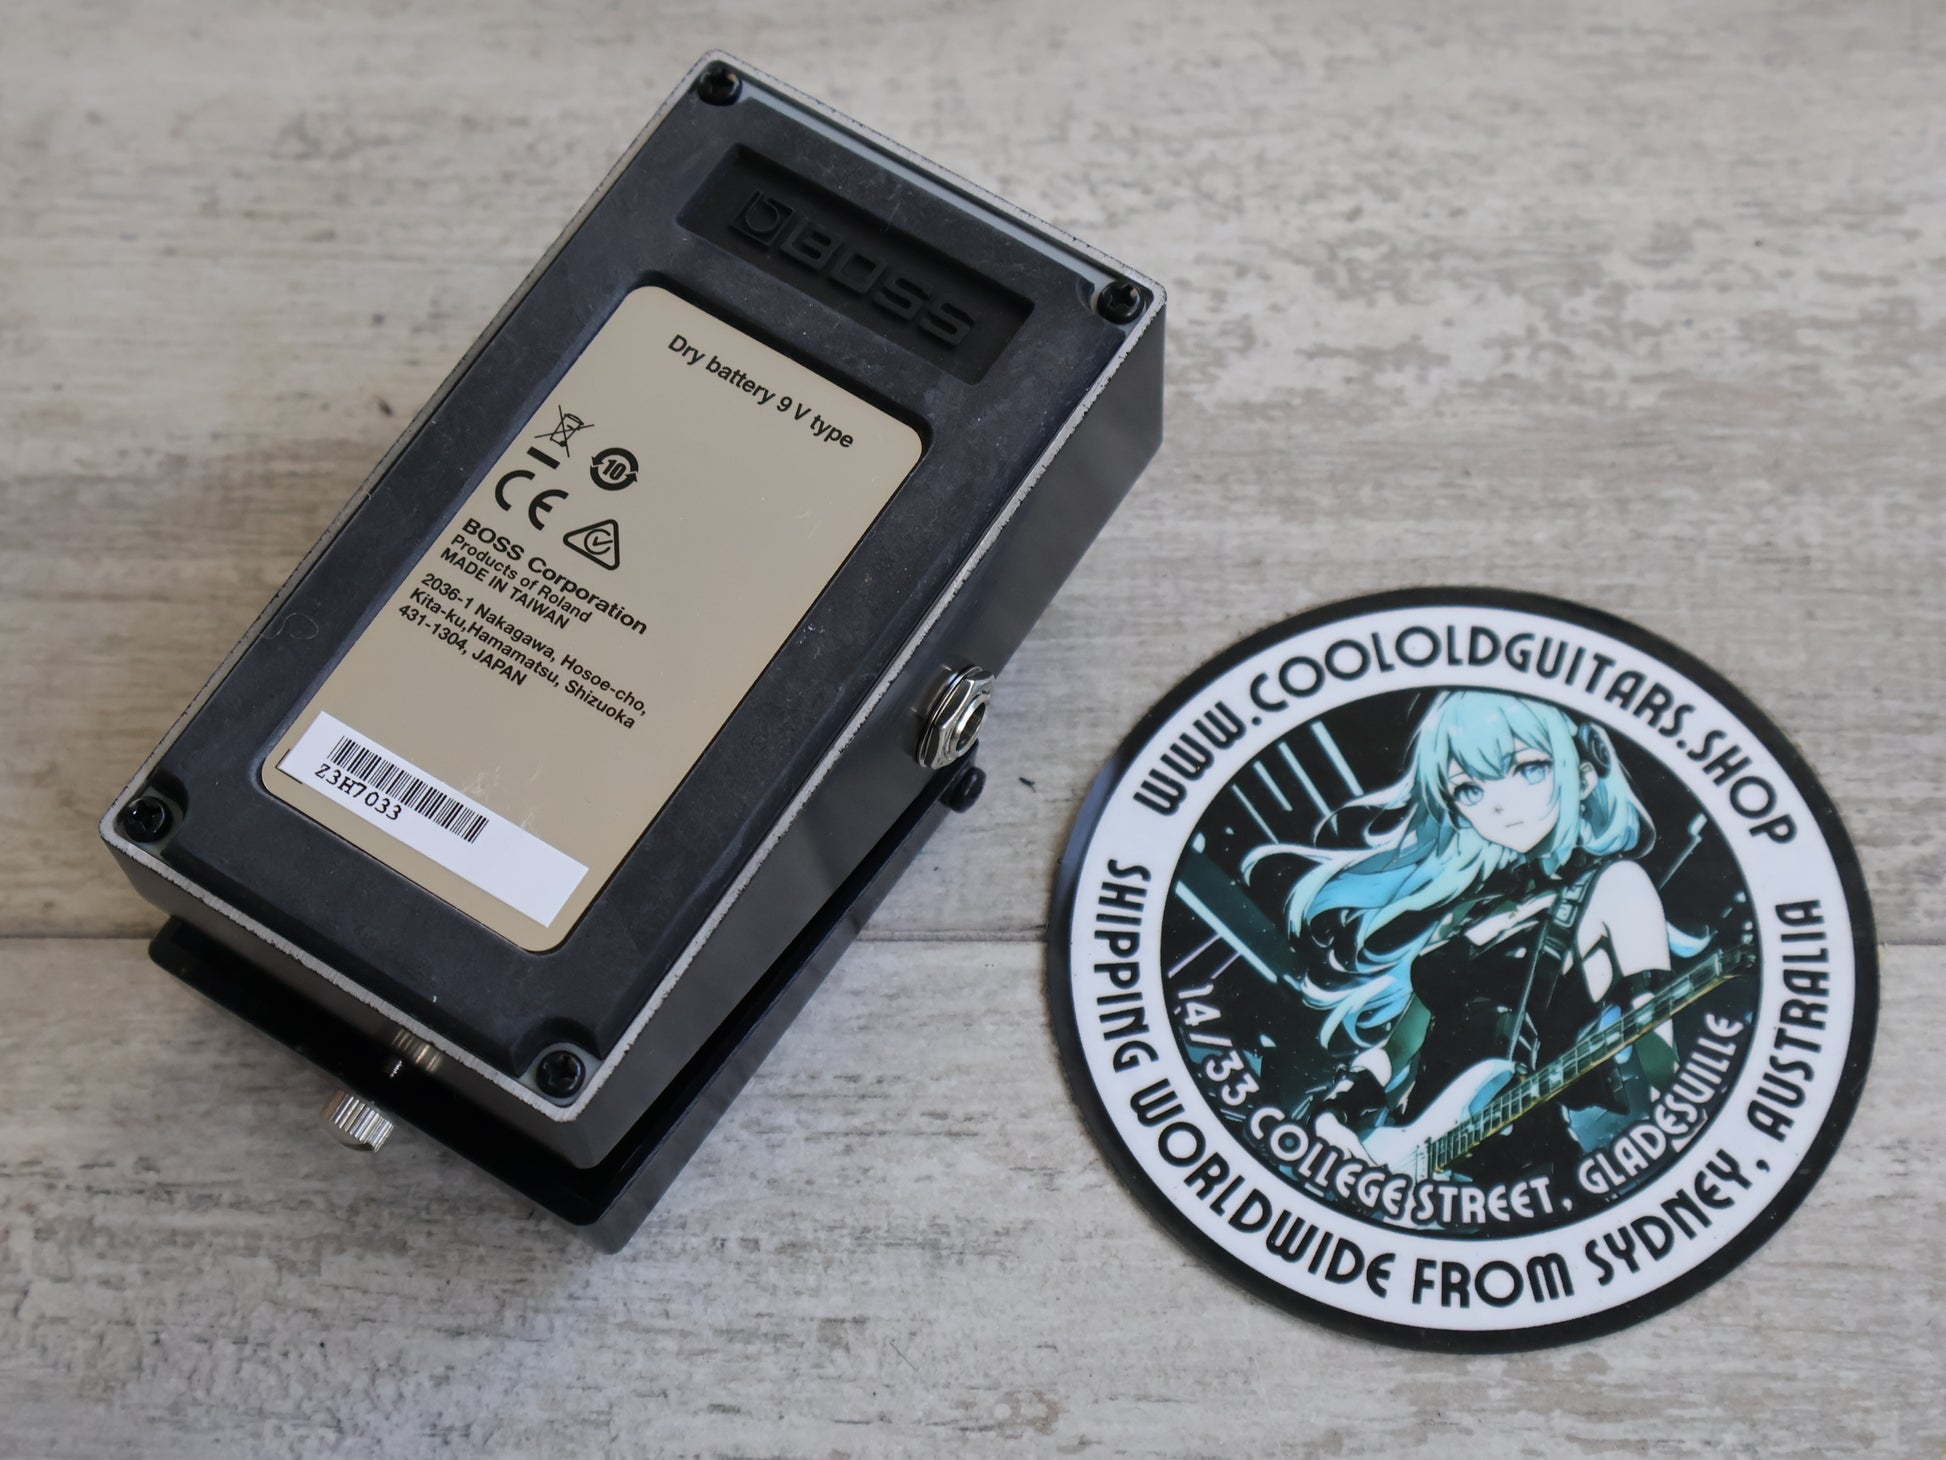 BOSS
Dry battery 9 V type
10
CE
BOSS Corporation
Products of Roland
MADE IN TAIWAN
2036-1 Nakagawa, Hosoe-cho,
Kita-ku,Hamamatsu, Shizuoka
431-1304, JAPAN
Z3H7033
WWW.COOLOLDGUITARS.SHOP
14/33 COLLEGE STREET, GLADESVILLE
SHIPPING WORLDWIDE FROM SYDNEY, AUSTRALIA